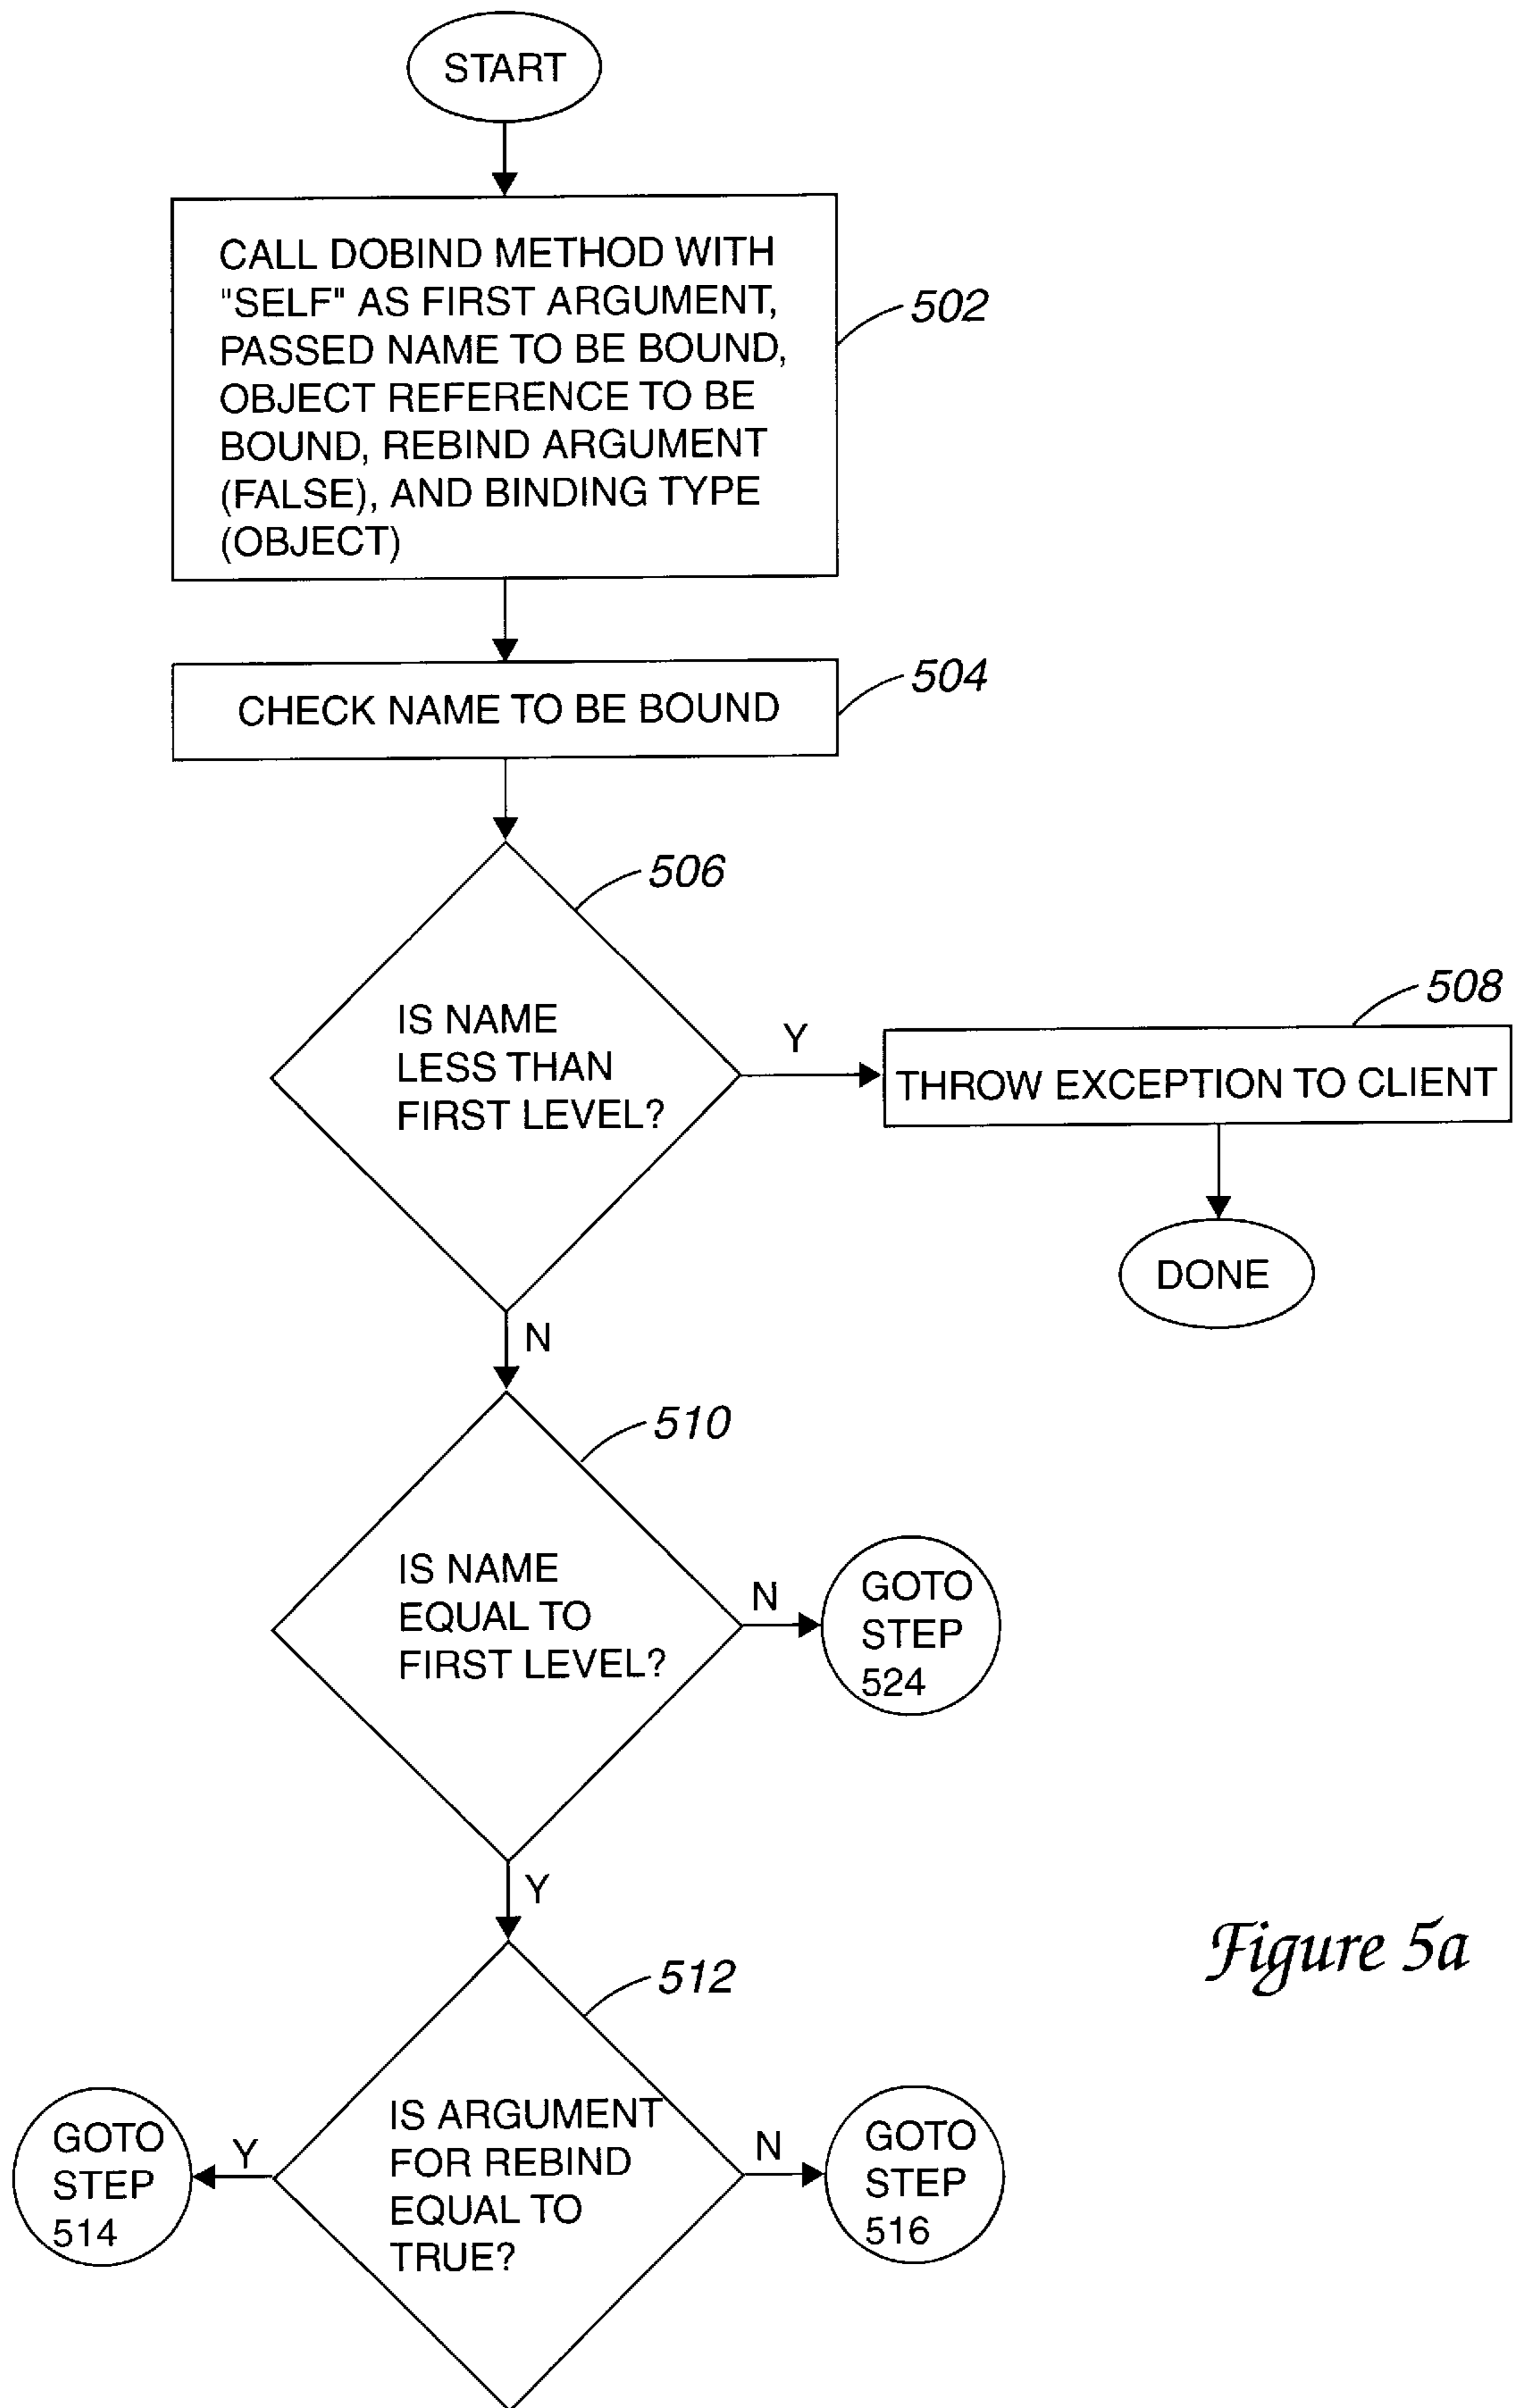 START
CALL DOBIND METHOD WITH
"SELF" AS FIRST ARGUMENT,
PASSED NAME TO BE BOUND,
OBJECT REFERENCE TO BE
BOUND, REBIND ARGUMENT
(FALSE), AND BINDING TYPE
(OBJECT)
502
CHECK NAME TO BE BOUND
504
506
IS NAME
LESS THAN
FIRST LEVEL?
Y
508
THROW EXCEPTION TO CLIENT
DONE
N
510
IS NAME
EQUAL TO
FIRST LEVEL?
N
GOTO
STEP
524
Y
512
IS ARGUMENT
FOR REBIND
EQUAL TO
TRUE?
Y
GOTO
STEP
514
N
GOTO
STEP
516
Figure 5a